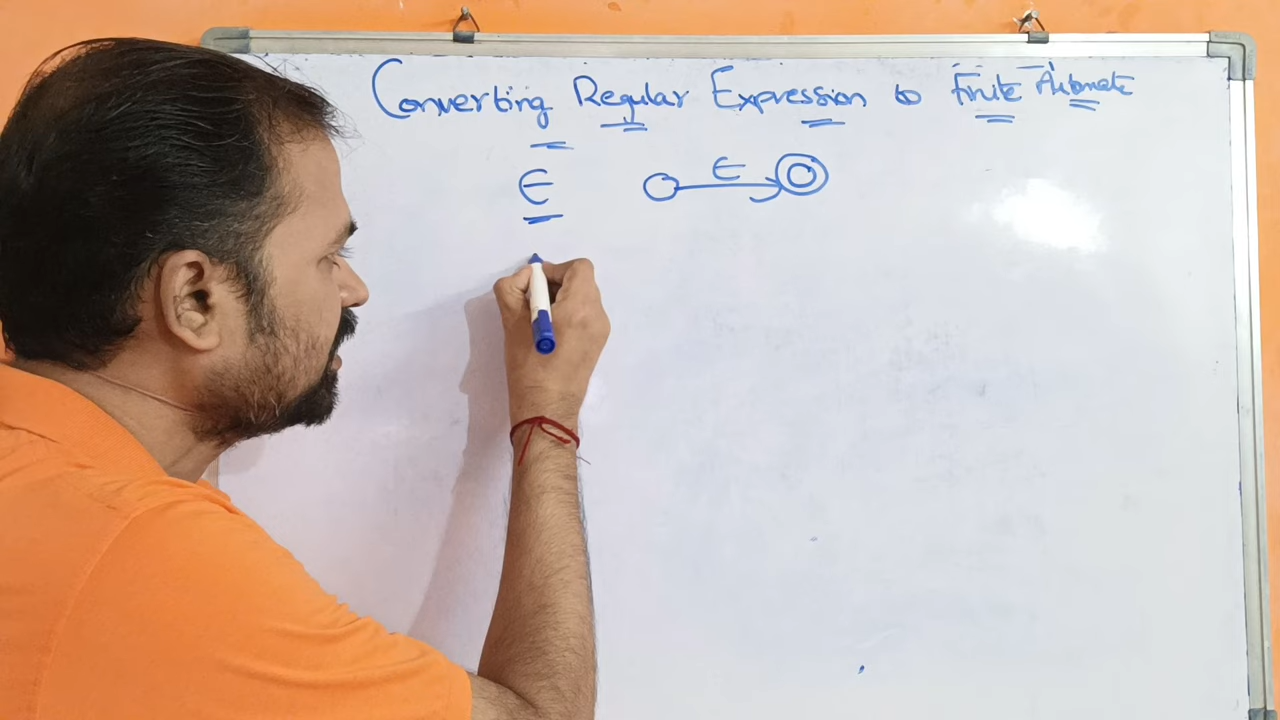 Converting Regular Expression to Finite Automata
∈ ∈